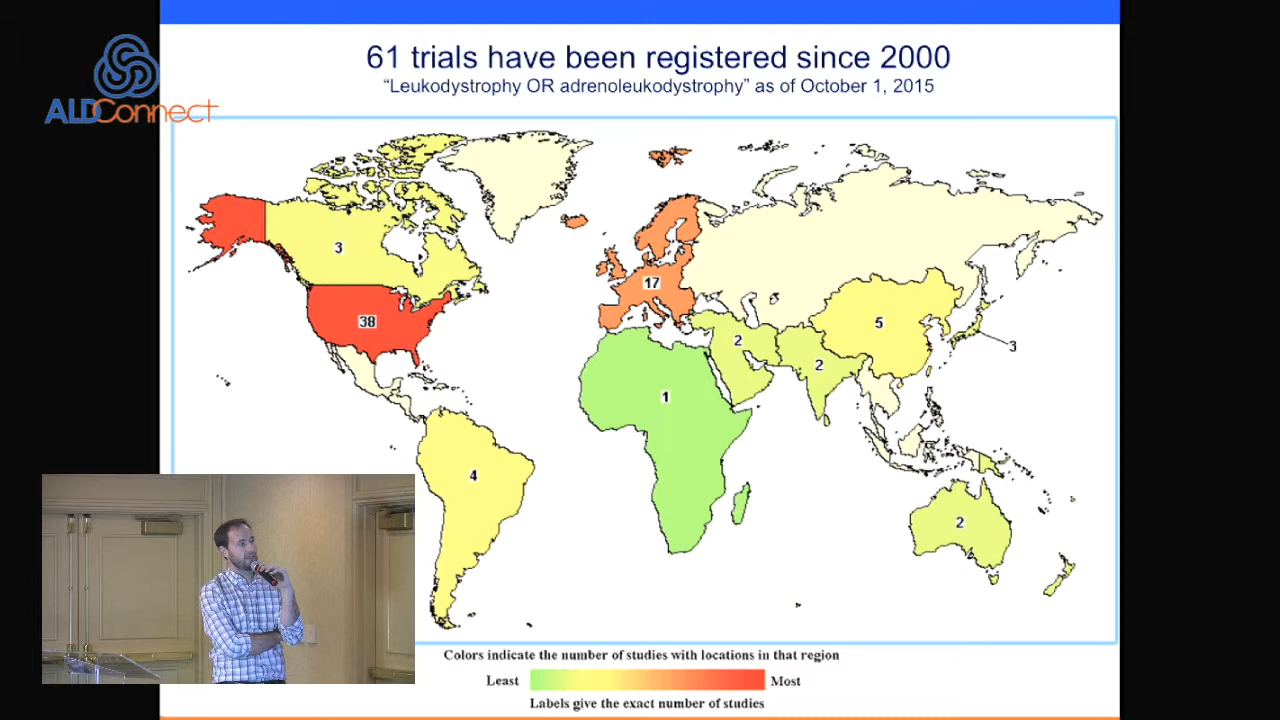 61 trials have been registered since 2000
“Leukodystrophy OR adrenoleukodystrophy” as of October 1, 2015
ALDConnect
3
38
17
5
2
3
2
1
4
2
Colors indicate the number of studies with locations in that region
Least
Most
Labels give the exact number of studies